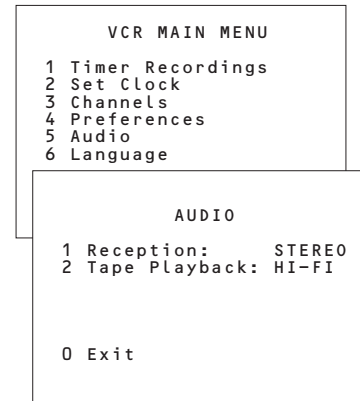 VCR MAIN MENU
1 Timer Recordings
2 Set Clock
3 Channels
4 Preferences
5 Audio
6 Language
AUDIO
1 Reception: STEREO
2 Tape Playback: HI-FI
0 Exit